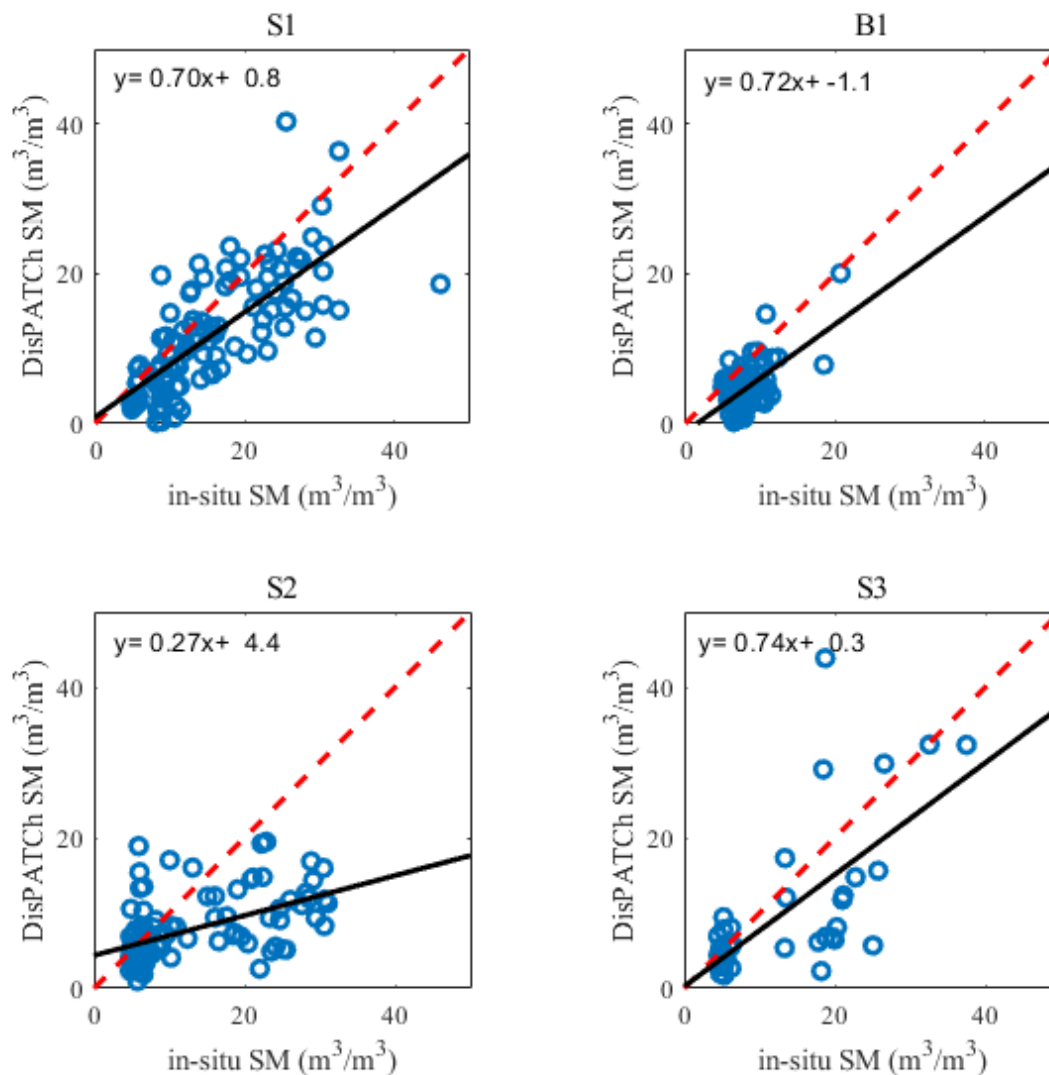 S1
y= 0.70x+ 0.8
DisPATCh SM (m³/m³)
40
20
0
0 20 40
in-situ SM (m³/m³)
B1
y= 0.72x+ -1.1
DisPATCh SM (m³/m³)
40
20
0
0 20 40
in-situ SM (m³/m³)
S2
y= 0.27x+ 4.4
DisPATCh SM (m³/m³)
40
20
0
0 20 40
in-situ SM (m³/m³)
S3
y= 0.74x+ 0.3
DisPATCh SM (m³/m³)
40
20
0
0 20 40
in-situ SM (m³/m³)